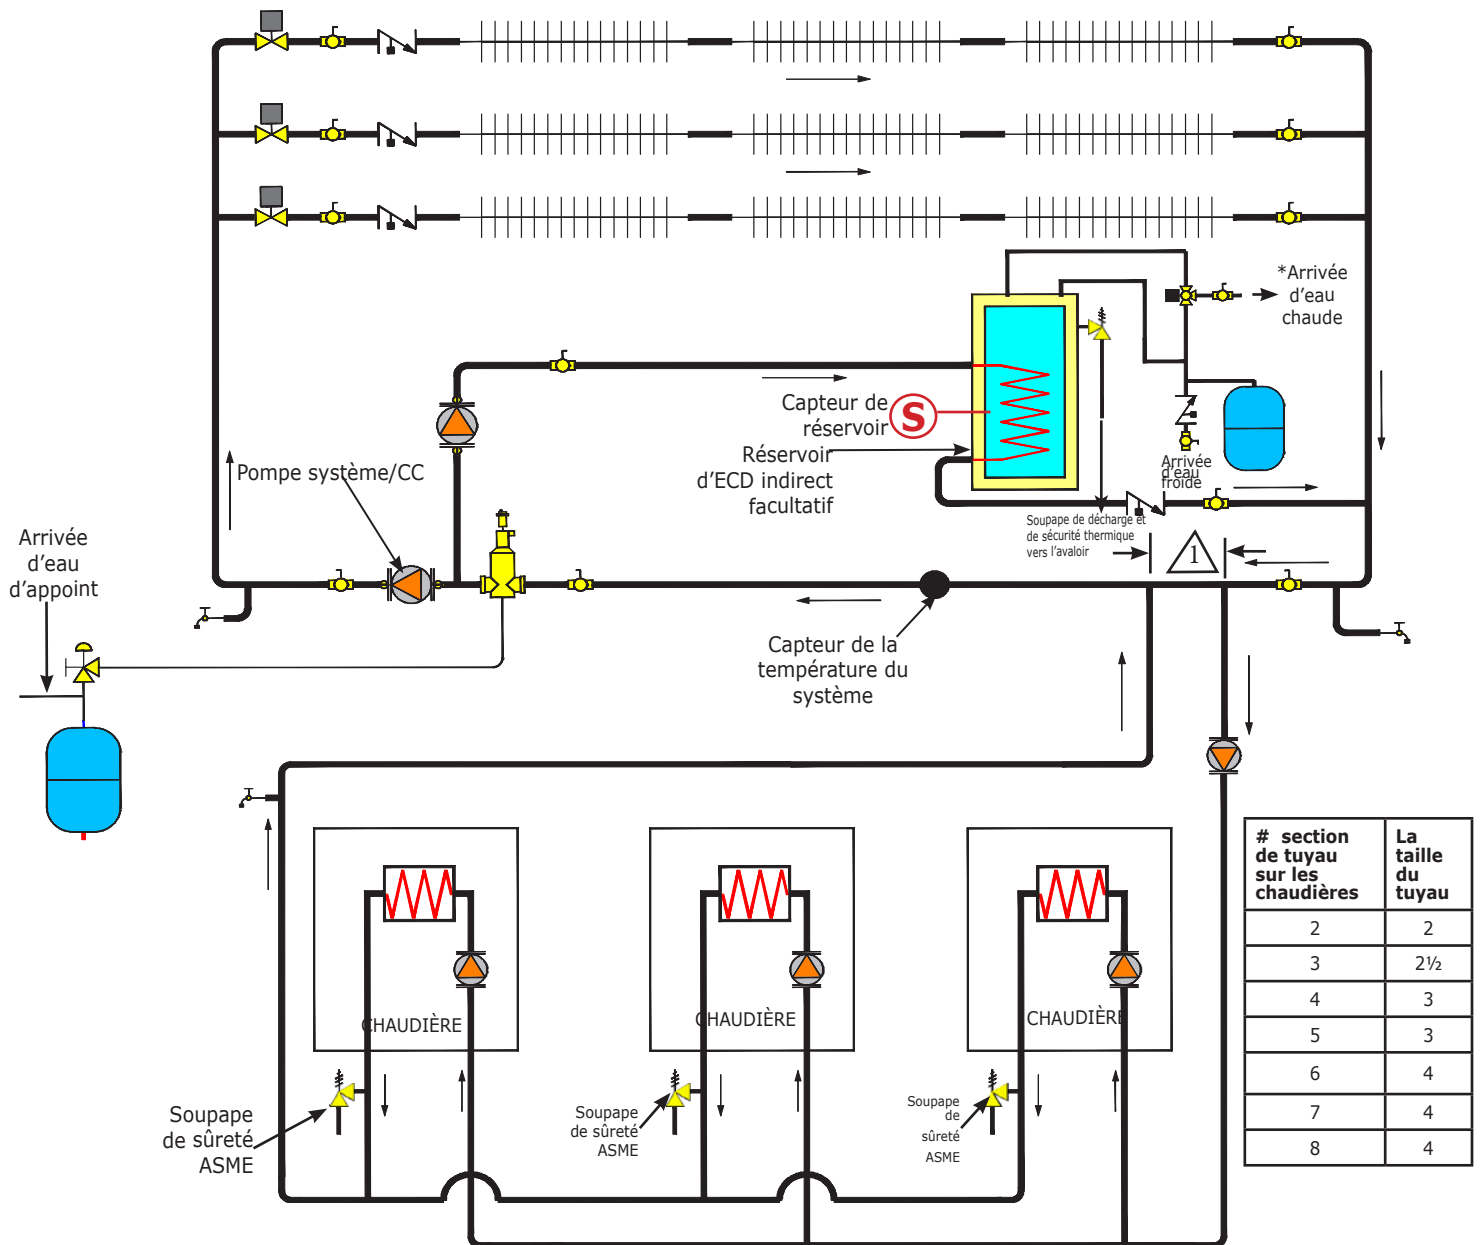 *Arrivée
d'eau
chaude
Capteur de
réservoir
S
Réservoir
d'ECD indirect
facultatif
Arrivée
d'eau
froide
Pompe système/CC
Soupape de décharge et
de sécurité thermique
vers l'avaloir
1
Arrivée
d'eau
d'appoint
Capteur de la
température du
système
# section
de tuyau
sur les
chaudières
La
taille
du
tuyau
2 2
3 2½
4 3
5 3
6 4
7 4
8 4
CHAUDIÈRE
CHAUDIÈRE
CHAUDIÈRE
Soupape
de sûreté
ASME
Soupape
de sûreté
ASME
Soupape
de
sûreté
ASME